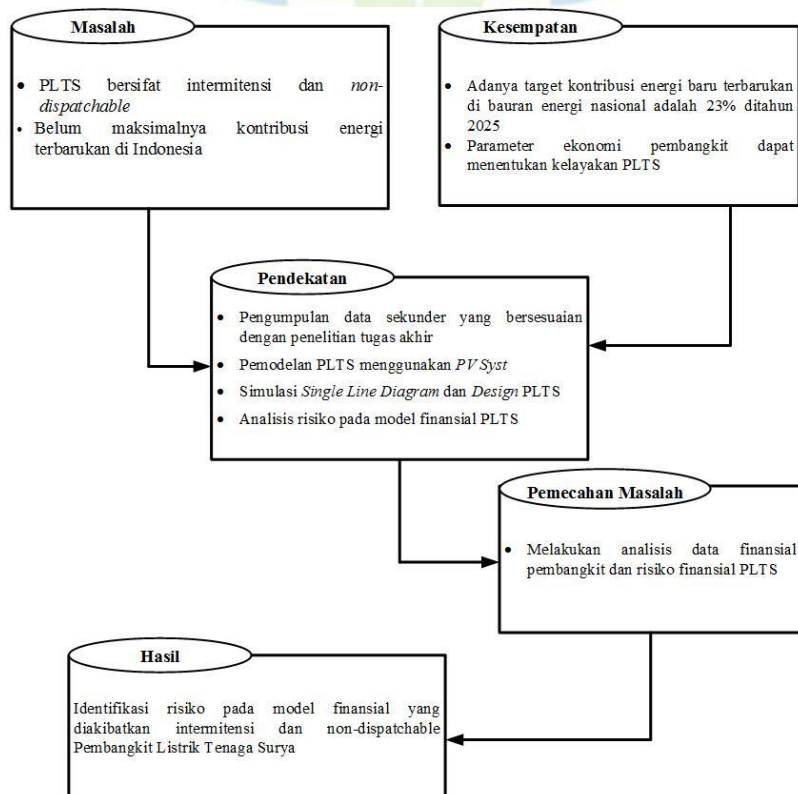 Masalah
• PLTS bersifat intermitensi dan non-
dispatchable
• Belum maksimalnya kontribusi energi
terbarukan di Indonesia
Kesempatan
• Adanya target kontribusi energi baru terbarukan
di bauran energi nasional adalah 23% ditahun
2025
• Parameter ekonomi pembangkit dapat
menentukan kelayakan PLTS
Pendekatan
• Pengumpulan data sekunder yang bersesuaian
dengan penelitian tugas akhir
• Pemodelan PLTS menggunakan PV Syst
• Simulasi Single Line Diagram dan Design PLTS
• Analisis risiko pada model finansial PLTS
Pemecahan Masalah
• Melakukan analisis data finansial
pembangkit dan risiko finansial PLTS
Hasil
Identifikasi risiko pada model finansial yang
diakibatkan intermitensi dan non-dispatchable
Pembangkit Listrik Tenaga Surya